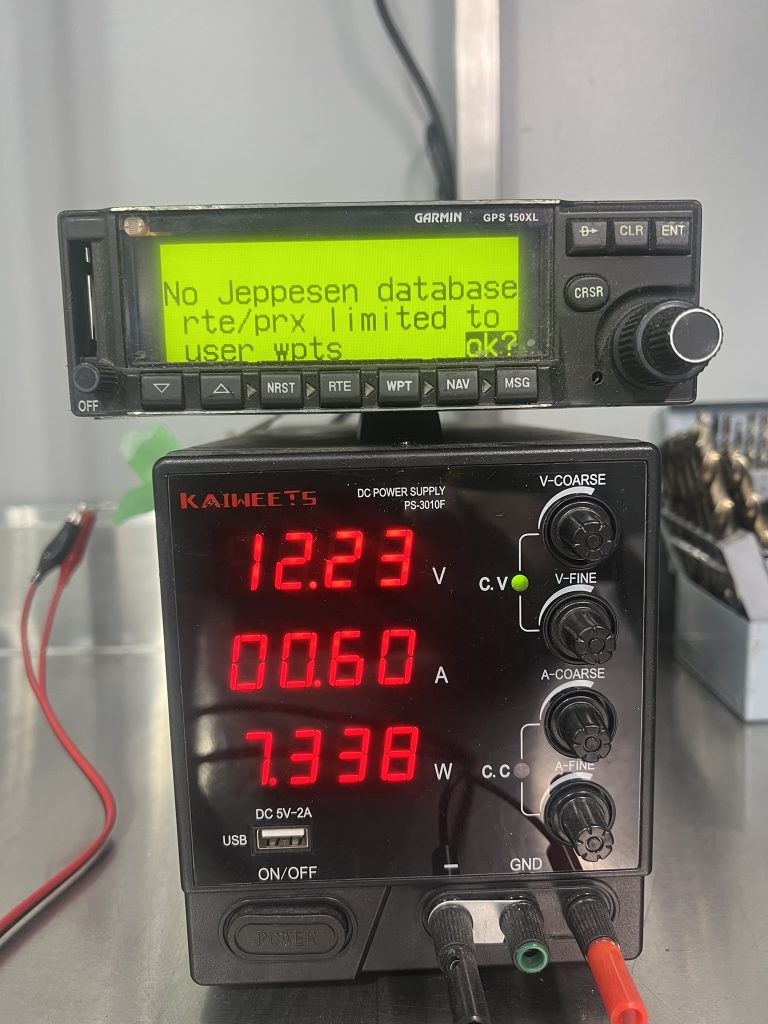 GARMIN GPS 150XL
No Jeppesen database
rte/prx limited to
user wpts ok?
D CLR ENT
CRSR
OFF
NRST RTE WPT NAV MSG
KAIWEETS
DC POWER SUPPLY
PS-3010F
V-COARSE
12.23 V
C.V
V-FINE
00.60 A
A-COARSE
7.338 W
C.C
A-FINE
DC 5V-2A
USB
ON/OFF
− GND
POWER